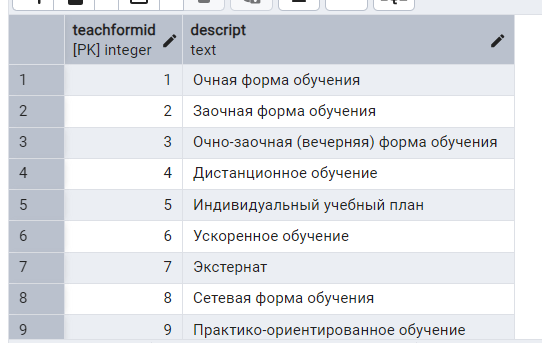 teachformid descript
[PK] integer text
1 1 Очная форма обучения
2 2 Заочная форма обучения
3 3 Очно-заочная (вечерняя) форма обучения
4 4 Дистанционное обучение
5 5 Индивидуальный учебный план
6 6 Ускоренное обучение
7 7 Экстернат
8 8 Сетевая форма обучения
9 9 Практико-ориентированное обучение